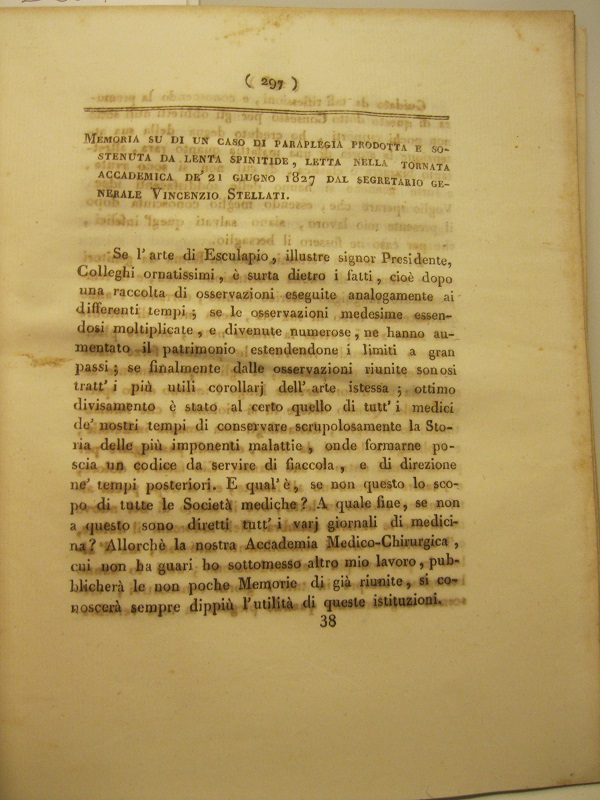 ( 297 )
MEMORIA SU DI UN CASO DI PARAPLEGIA PRODOTTA E SO-
STENUTA DA LENTA SPINITIDE, LETTA NELLA TORNATA
ACCADEMICA DE' 21 GIUGNO 1827 DAL SEGRETARIO GE-
NERALE VINCENZIO STELLATI.
Se l'arte di Esculapio, illustre signor Presidente,
Colleghi ornatissimi, è surta dietro i fatti, cioè dopo
una raccolta di osservazioni eseguite analogamente ai
differenti tempi; se le osservazioni medesime essen-
dosi moltiplicate, e divenute numerose, ne hanno au-
mentato il patrimonio estendendone i limiti a gran
passi; se finalmente dalle osservazioni riunite sonosi
tratt' i più utili corollarj dell' arte istessa; ottimo
divisamento è stato al certo quello di tutt' i medici
de' nostri tempi di conservare scrupolosamente la Sto-
ria delle più imponenti malattie, onde formarne po-
scia un codice da servire di fiaccola, e di direzione
ne' tempi posteriori. E qual' è, se non questo lo sco-
po di tutte le Società mediche? A quale fine, se non
a questo sono diretti tutt' i varj giornali di medici-
na? Allorchè la nostra Accademia Medico-Chirurgica,
cui non ha guari ho sottomesso altro mio lavoro, pub-
blicherà le non poche Memorie di già riunite, si co-
noscerà sempre dippiù l'utilità di queste istituzioni.
38